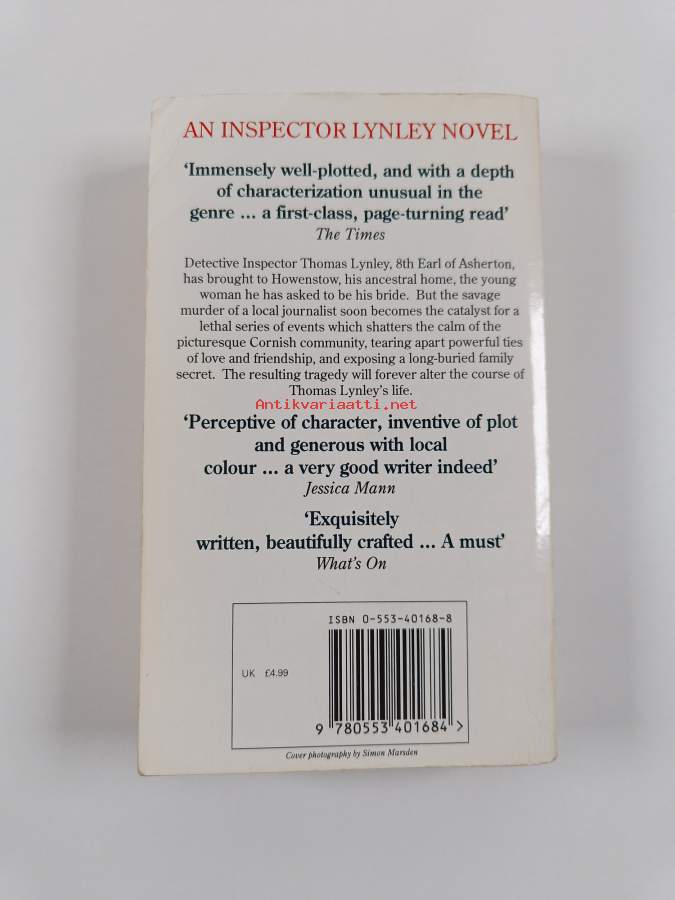 AN INSPECTOR LYNLEY NOVEL
‘Immensely well-plotted, and with a depth
of characterization unusual in the
genre ... a first-class, page-turning read’
The Times
Detective Inspector Thomas Lynley, 8th Earl of Asherton,
has brought to Howenstow, his ancestral home, the young
woman he has asked to be his bride. But the savage
murder of a local journalist soon becomes the catalyst for a
lethal series of events which shatters the calm of the
picturesque Cornish community, tearing apart powerful ties
of love and friendship, and exposing a long-buried family
secret. The resulting tragedy will forever alter the course of
Thomas Lynley's life.
Antikvariaatti.net
‘Perceptive of character, inventive of plot
and generous with local
colour ... a very good writer indeed’
Jessica Mann
‘Exquisitely
written, beautifully crafted ... A must’
What's On
ISBN 0-553-40168-8
UK £4.99
9 780553 401684 >
Cover photography by Simon Marsden